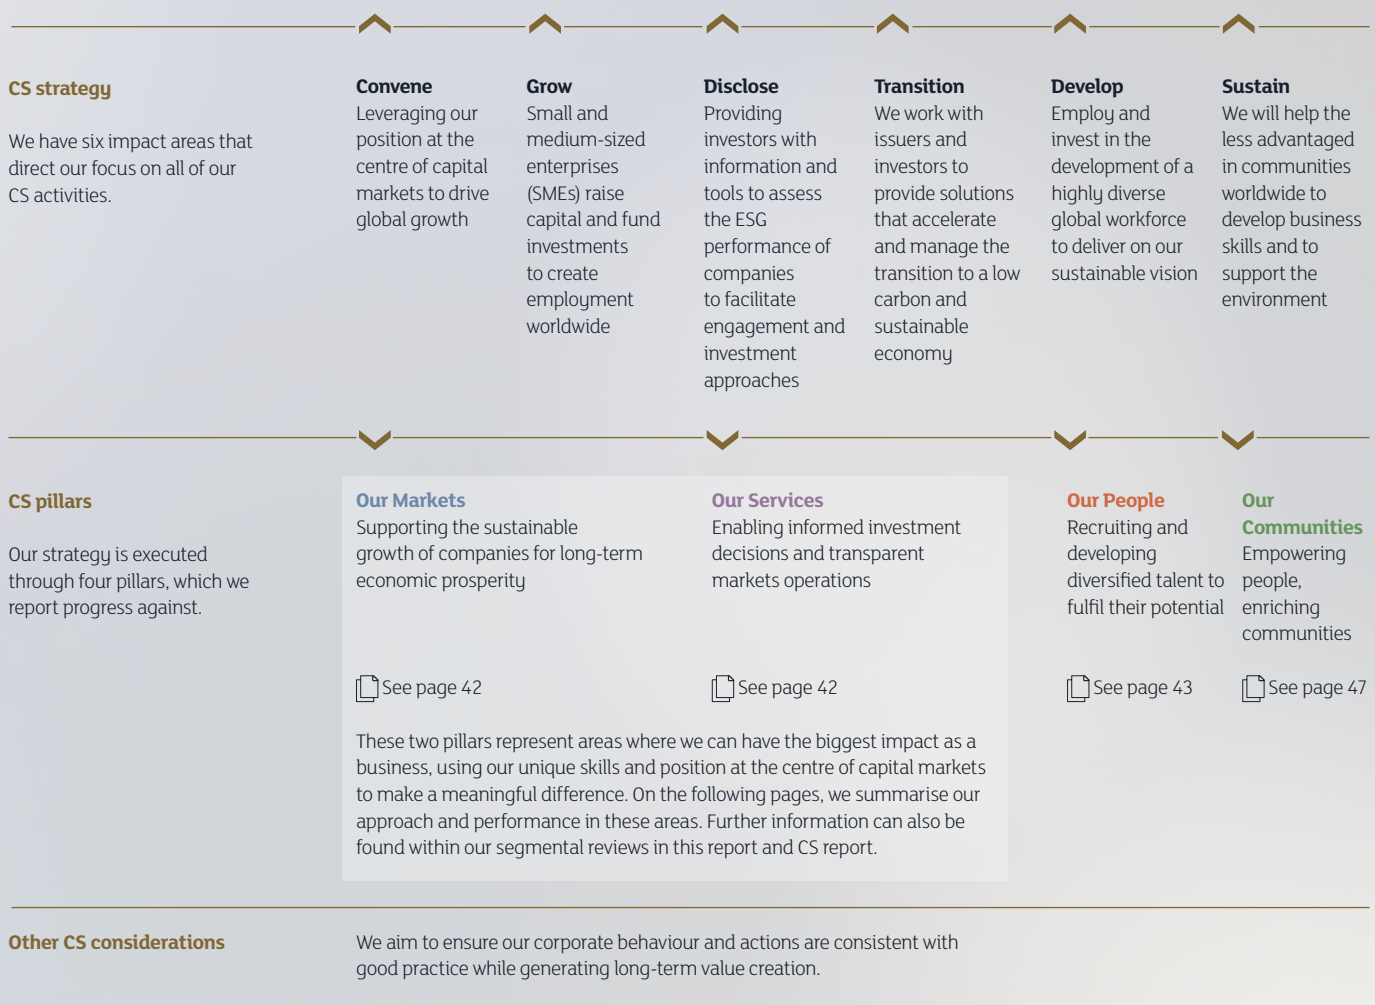 CS strategy
We have six impact areas that
direct our focus on all of our
CS activities.
Convene
Leveraging our
position at the
centre of capital
markets to drive
global growth
Grow
Small and
medium-sized
enterprises
(SMEs) raise
capital and fund
investments
to create
employment
worldwide
Disclose
Providing
investors with
information and
tools to assess
the ESG
performance of
companies
to facilitate
engagement and
investment
approaches
Transition
We work with
issuers and
investors to
provide solutions
that accelerate
and manage the
transition to a low
carbon and
sustainable
economy
Develop
Employ and
invest in the
development of a
highly diverse
global workforce
to deliver on our
sustainable vision
Sustain
We will help the
less advantaged
in communities
worldwide to
develop business
skills and to
support the
environment
CS pillars
Our strategy is executed
through four pillars, which we
report progress against.
Our Markets
Supporting the sustainable
growth of companies for long-term
economic prosperity
See page 42
Our Services
Enabling informed investment
decisions and transparent
markets operations
See page 42
These two pillars represent areas where we can have the biggest impact as a
business, using our unique skills and position at the centre of capital markets
to make a meaningful difference. On the following pages, we summarise our
approach and performance in these areas. Further information can also be
found within our segmental reviews in this report and CS report.
Our People
Recruiting and
developing
diversified talent to
fulfil their potential
See page 43
Our
Communities
Empowering
people,
enriching
communities
See page 47
Other CS considerations
We aim to ensure our corporate behaviour and actions are consistent with
good practice while generating long-term value creation.